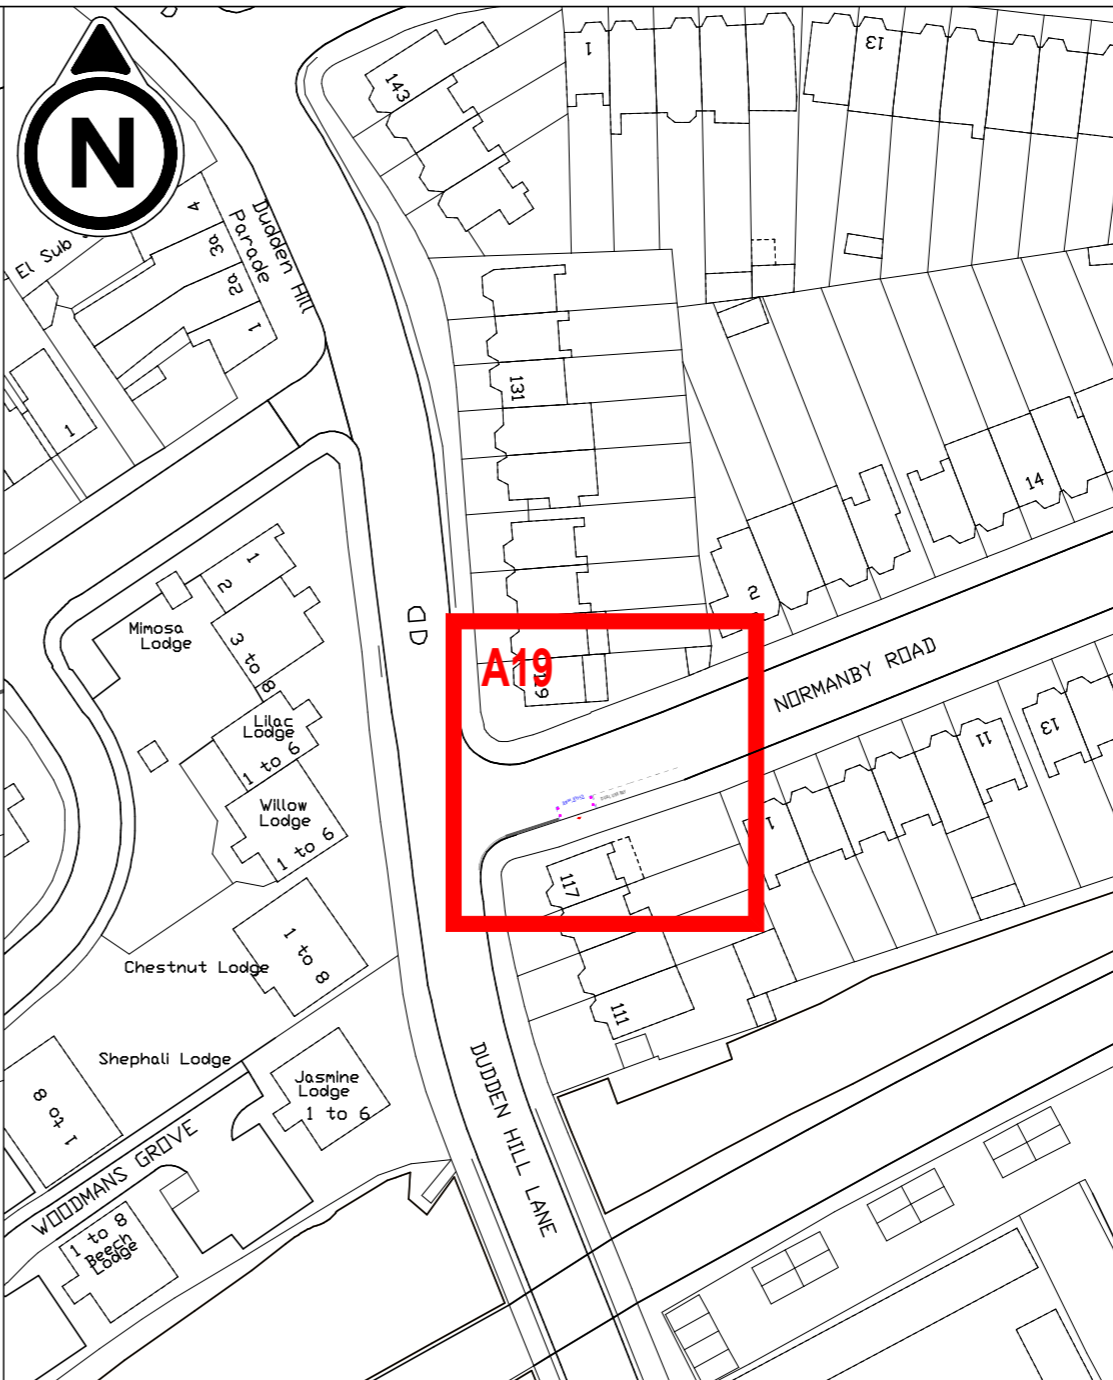 N
143
1
13
El Sub
4
3a
2a
1
Dudden Hill
Parade
1
131
14
2
1
2
3 to 8
Mimosa
Lodge
Lilac
Lodge
1 to 6
Willow
Lodge
1 to 6
A19
NORMANBY ROAD
11
13
1
117
111
Chestnut Lodge
1 to 8
Shephali Lodge
1 to 8
Jasmine
Lodge
1 to 6
DUDDEN HILL LANE
WOODMANS GROVE
1 to 8
Beech
Lodge